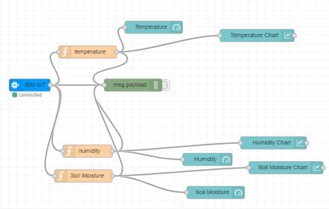 Temperature
Temperature Chart
temperature
msg.payload
connected
humidity
Humidity Chart
Humidity
Soil Moisture Chart
Soil Moisture
Soil Moisture